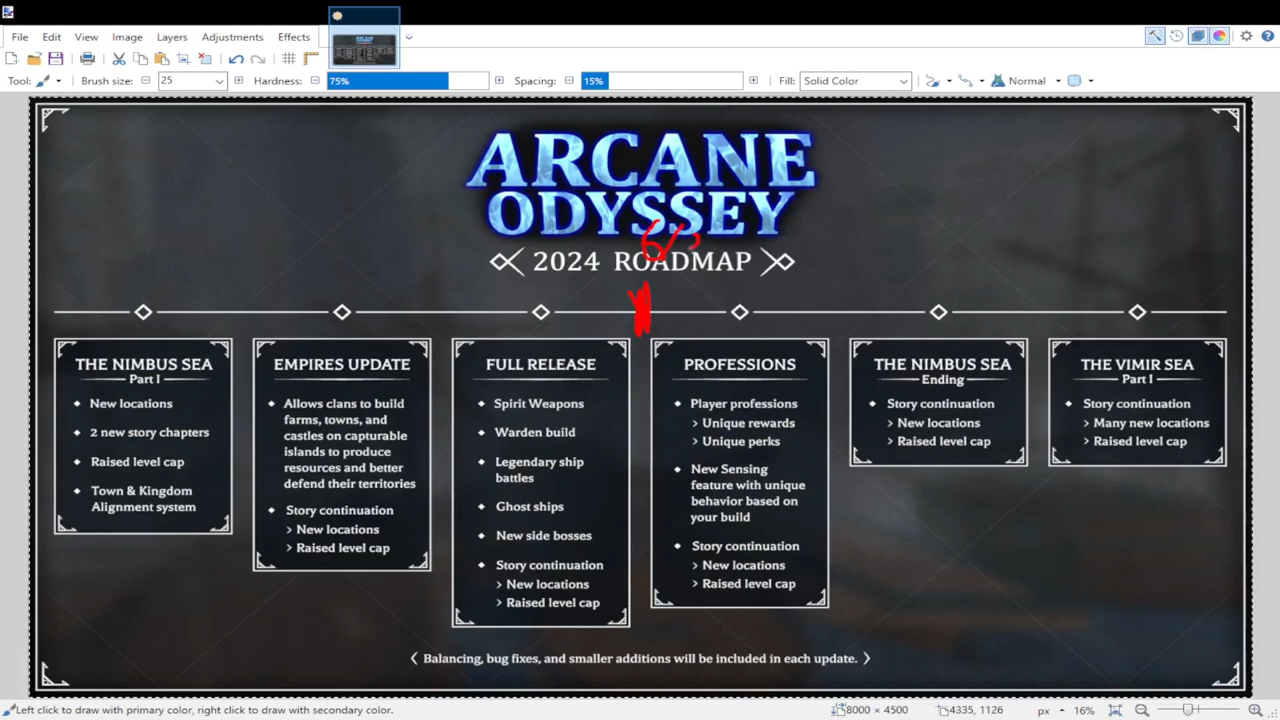 File Edit View Image Layers Adjustments Effects
Tool: Brush size: 25 Hardness: 75% Spacing: 15% Fill: Solid Color Normal
ARCANE
ODYSSEY
2024 ROADMAP
THE NIMBUS SEA
Part I
New locations
2 new story chapters
Raised level cap
Town & Kingdom
Alignment system
EMPIRES UPDATE
Allows clans to build
farms, towns, and
castles on capturable
islands to produce
resources and better
defend their territories
Story continuation
> New locations
> Raised level cap
FULL RELEASE
Spirit Weapons
Warden build
Legendary ship
battles
Ghost ships
New side bosses
Story continuation
> New locations
> Raised level cap
PROFESSIONS
Player professions
> Unique rewards
> Unique perks
New Sensing
feature with unique
behavior based on
your build
Story continuation
> New locations
> Raised level cap
THE NIMBUS SEA
Ending
Story continuation
> New locations
> Raised level cap
THE VIMIR SEA
Part I
Story continuation
> Many new locations
> Raised level cap
Balancing, bug fixes, and smaller additions will be included in each update.
Left click to draw with primary color, right click to draw with secondary color. 8000 × 4500 4335, 1126 px 16%